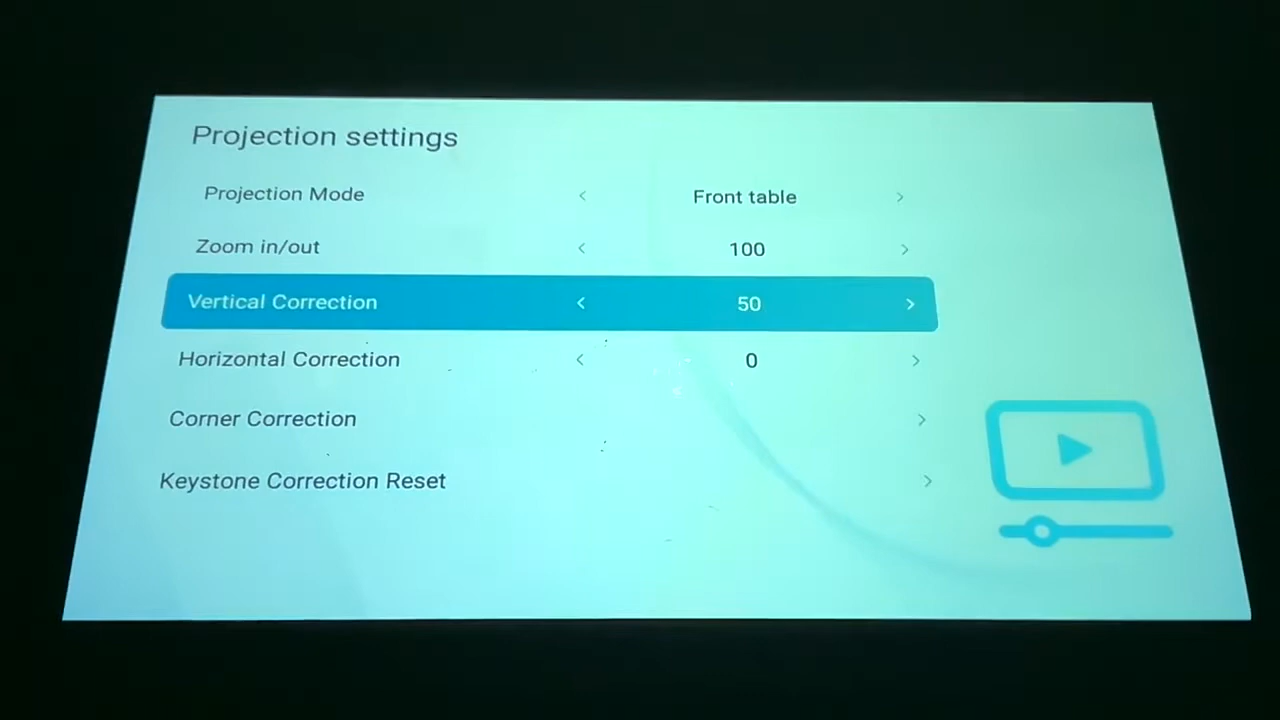 Projection settings
Projection Mode < Front table >
Zoom in/out < 100 >
Vertical Correction < 50 >
Horizontal Correction < 0 >
Corner Correction >
Keystone Correction Reset >